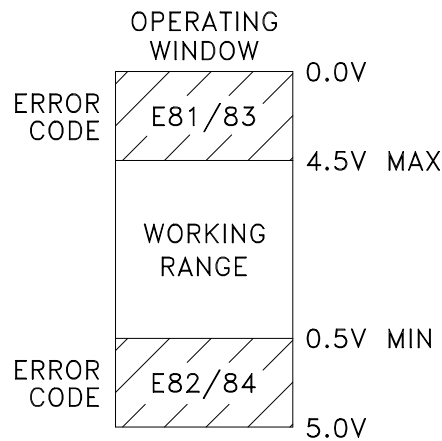 OPERATING
WINDOW
0.0V
ERROR
CODE
E81/83
4.5V MAX
WORKING
RANGE
0.5V MIN
ERROR
CODE
E82/84
5.0V